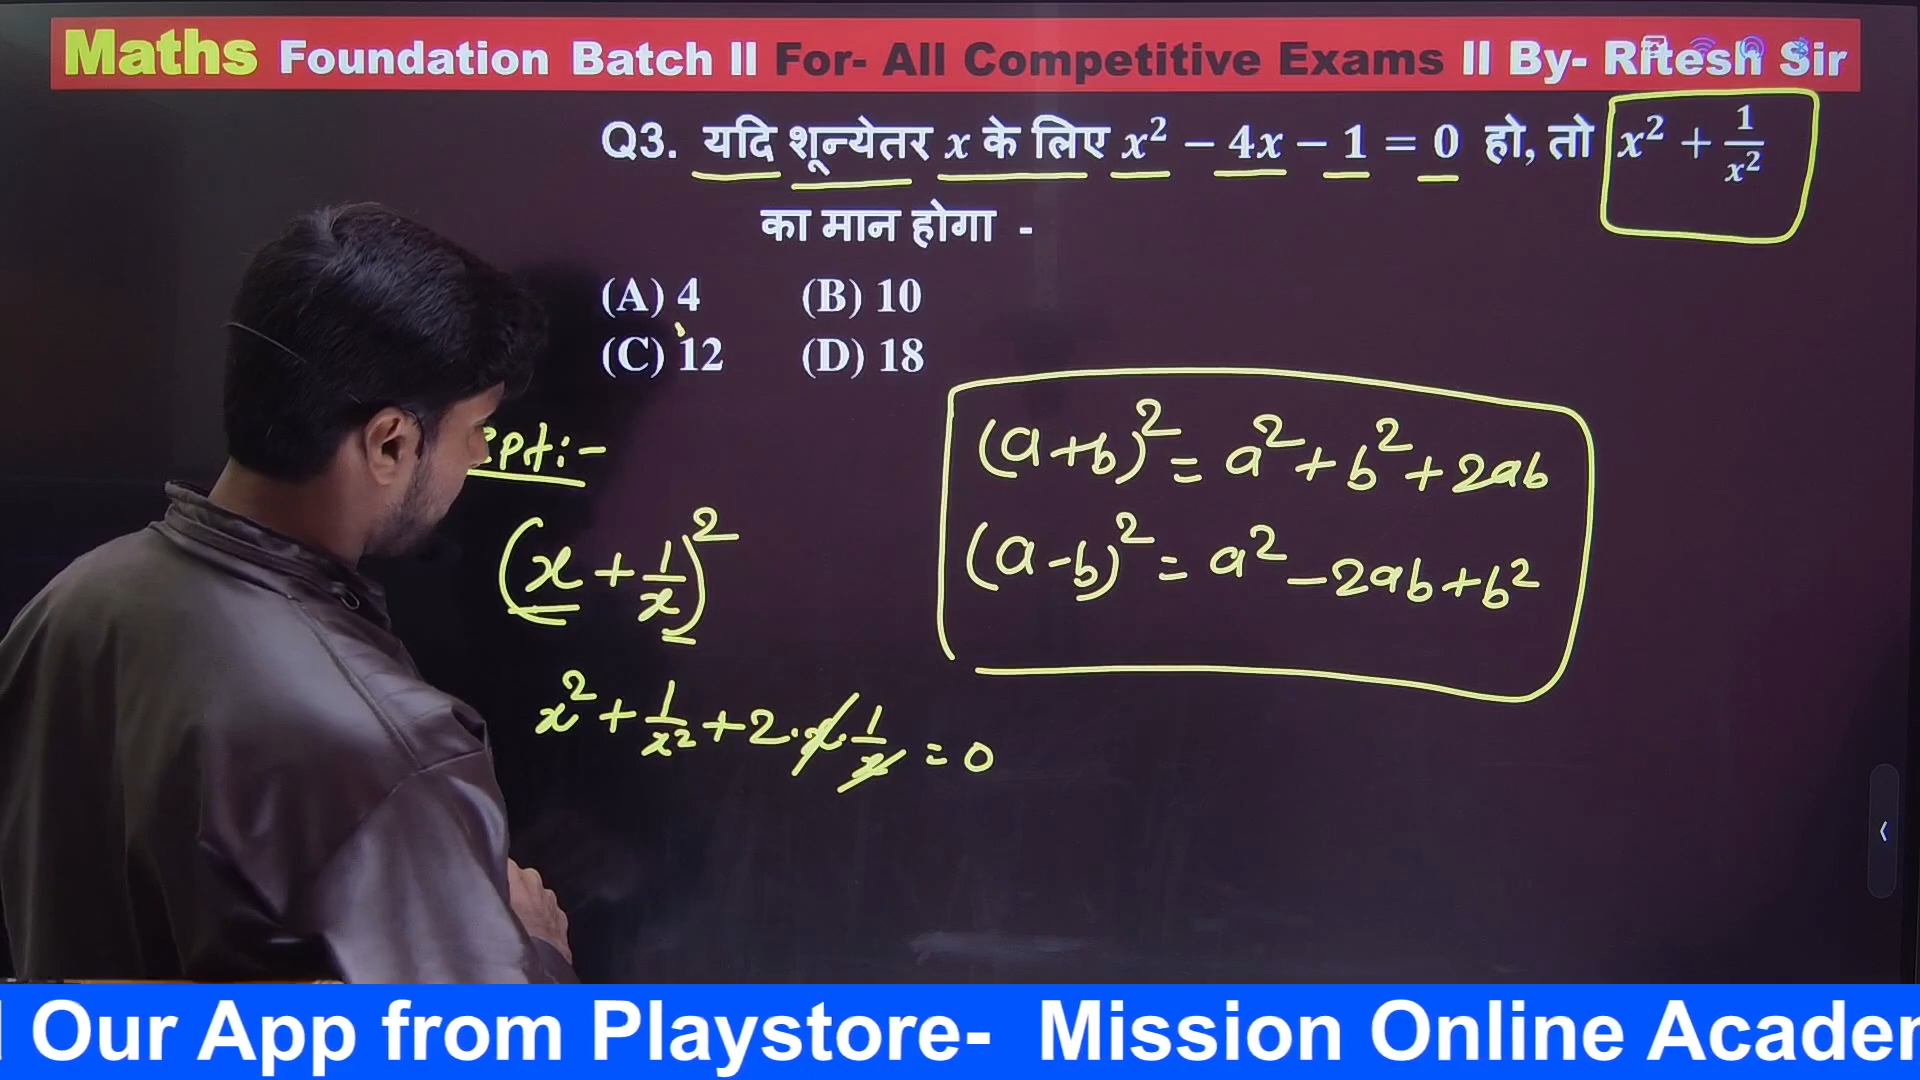 Maths Foundation Batch II For- All Competitive Exams II By- Ritesh Sir
Q3. यदि शून्येतर x के लिए x² − 4x − 1 = 0 हो, तो x² + 1/x²
का मान होगा -
(A) 4 (B) 10
(C) 12 (D) 18
(a+b)² = a² + b² + 2ab
(a-b)² = a² - 2ab + b²
ept:-
(x + 1/x)²
x² + 1/x² + 2·x·1/x = 0
Our App from Playstore- Mission Online Acader